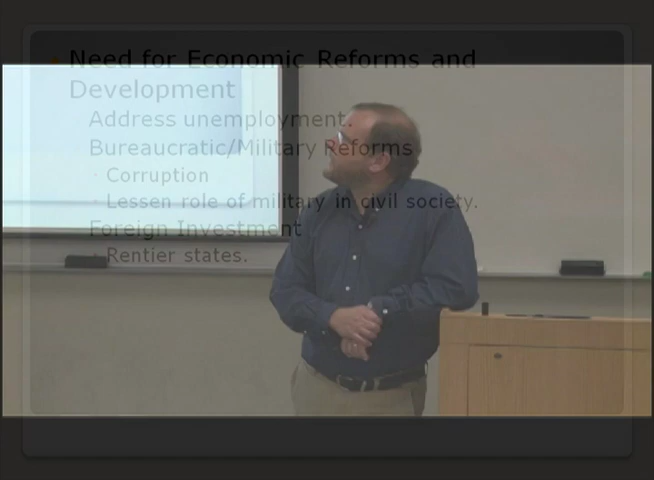 Need for Economic Reforms and
Development
Address unemployment.
Bureaucratic/Military Reforms
Corruption
Lessen role of military in civil society.
Foreign Investment
Rentier states.